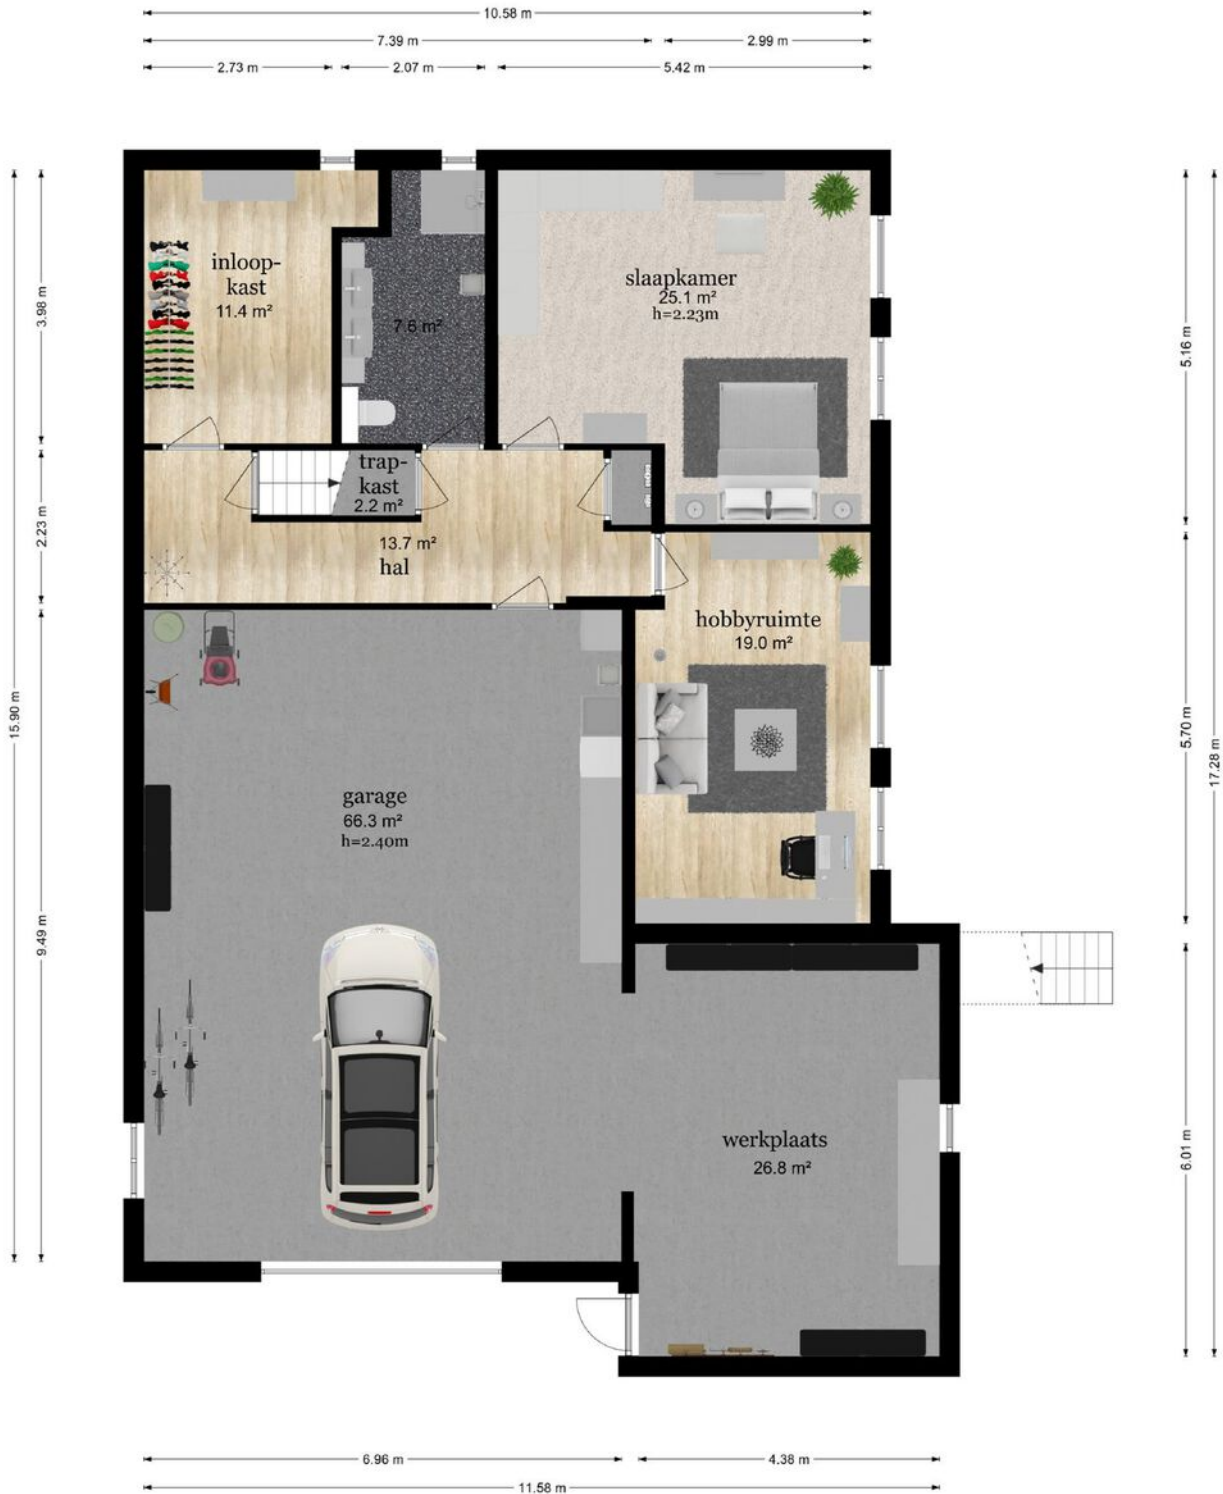 10.58 m
7.39 m
2.99 m
2.73 m
2.07 m
5.42 m
inloop-
kast
11.4 m²
7.6 m²
slaapkamer
25.1 m²
h=2.23m
3.98 m
5.16 m
trap-
kast
2.2 m²
2.23 m
13.7 m²
hal
hobbyruimte
19.0 m²
15.90 m
5.70 m
17.28 m
garage
66.3 m²
h=2.40m
9.49 m
werkplaats
26.8 m²
6.01 m
6.96 m
4.38 m
11.58 m